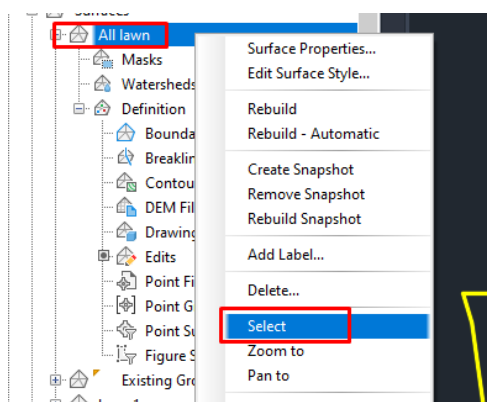 Surfaces
All lawn
Masks
Watersheds
Definition
Bounda
Breaklin
Contou
DEM Fil
Drawing
Edits
Point Fi
Point G
Point Su
Figure S
Existing Gro
Surface Properties...
Edit Surface Style...
Rebuild
Rebuild - Automatic
Create Snapshot
Remove Snapshot
Rebuild Snapshot
Add Label...
Delete...
Select
Zoom to
Pan to